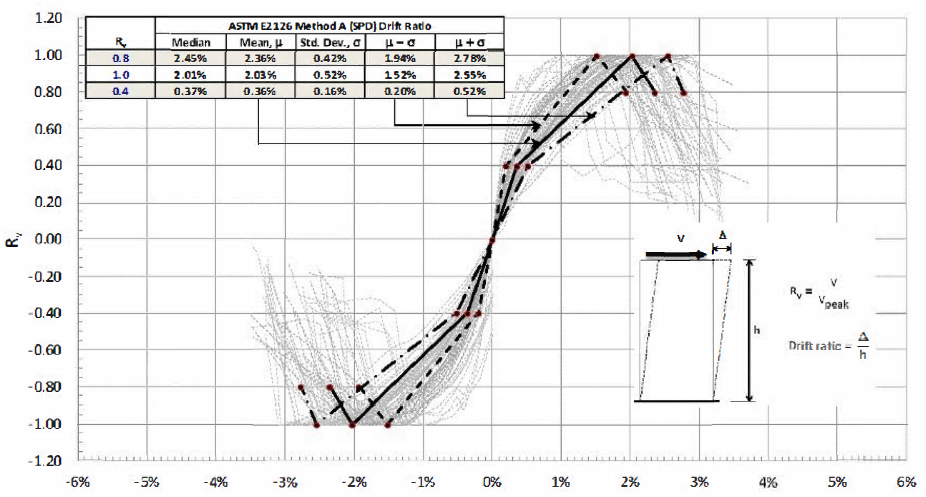 ASTM E2126 Method A (SPD) Drift Ratio
Rv Median Mean, μ Std. Dev., σ μ – σ μ + σ
0.8 2.45% 2.36% 0.42% 1.94% 2.78%
1.0 2.01% 2.03% 0.52% 1.52% 2.55%
0.4 0.37% 0.36% 0.16% 0.20% 0.52%
1.20
1.00
0.80
0.60
0.40
0.20
0.00
-0.20
-0.40
-0.60
-0.80
-1.00
-1.20
Rv
V Δ
h
Rv = V / Vpeak
Drift ratio = Δ / h
-6% -5% -4% -3% -2% -1% 0% 1% 2% 3% 4% 5% 6%